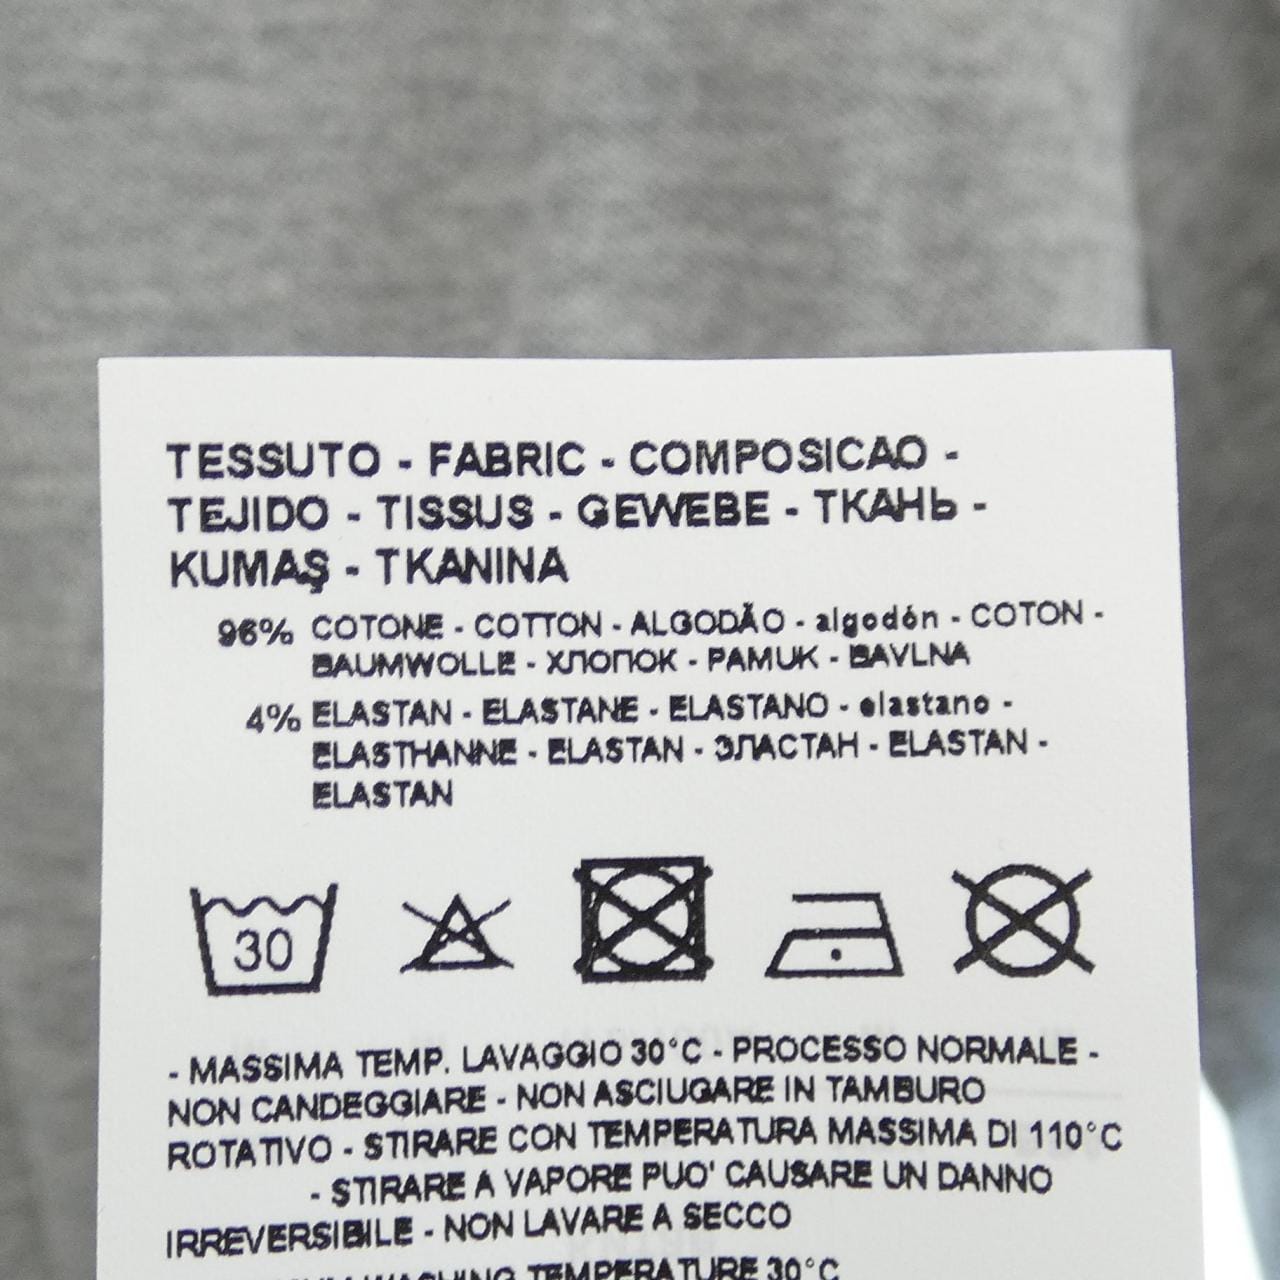 TESSUTO - FABRIC - COMPOSICAO -
TEJIDO - TISSUS - GEWEBE - ТКАНЬ -
KUMAŞ - TKANINA
96% COTONE - COTTON - ALGODÃO - algodón - COTON -
BAUMWOLLE - ХЛОПОК - PAMUK - BAVLNA
4% ELASTAN - ELASTANE - ELASTANO - elastano -
ELASTHANNE - ELASTAN - ЭЛАСТАН - ELASTAN -
ELASTAN
30
- MASSIMA TEMP. LAVAGGIO 30°C - PROCESSO NORMALE -
NON CANDEGGIARE - NON ASCIUGARE IN TAMBURO
ROTATIVO - STIRARE CON TEMPERATURA MASSIMA DI 110°C
- STIRARE A VAPORE PUO' CAUSARE UN DANNO
IRREVERSIBILE - NON LAVARE A SECCO
WASHING TEMPERATURE 30°C